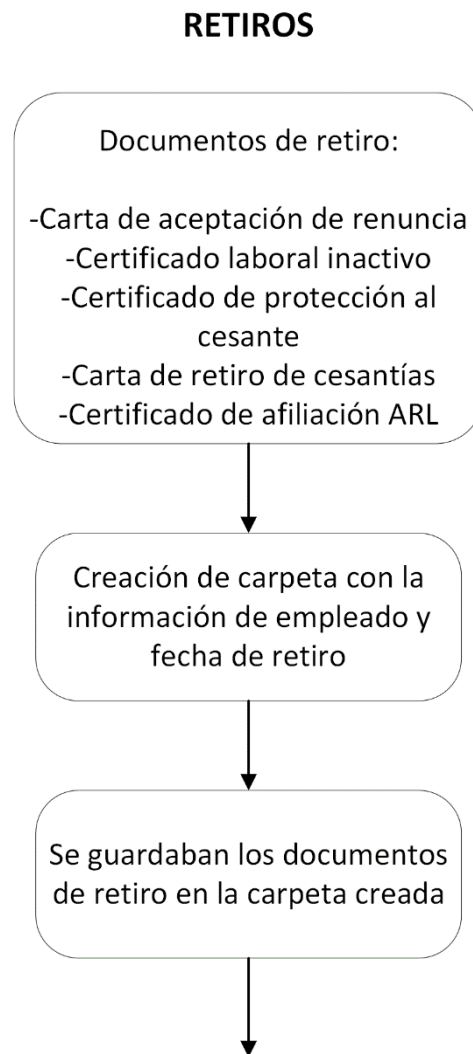 RETIROS
Documentos de retiro:
-Carta de aceptación de renuncia
-Certificado laboral inactivo
-Certificado de protección al
cesante
-Carta de retiro de cesantías
-Certificado de afiliación ARL
Creación de carpeta con la
información de empleado y
fecha de retiro
Se guardaban los documentos
de retiro en la carpeta creada